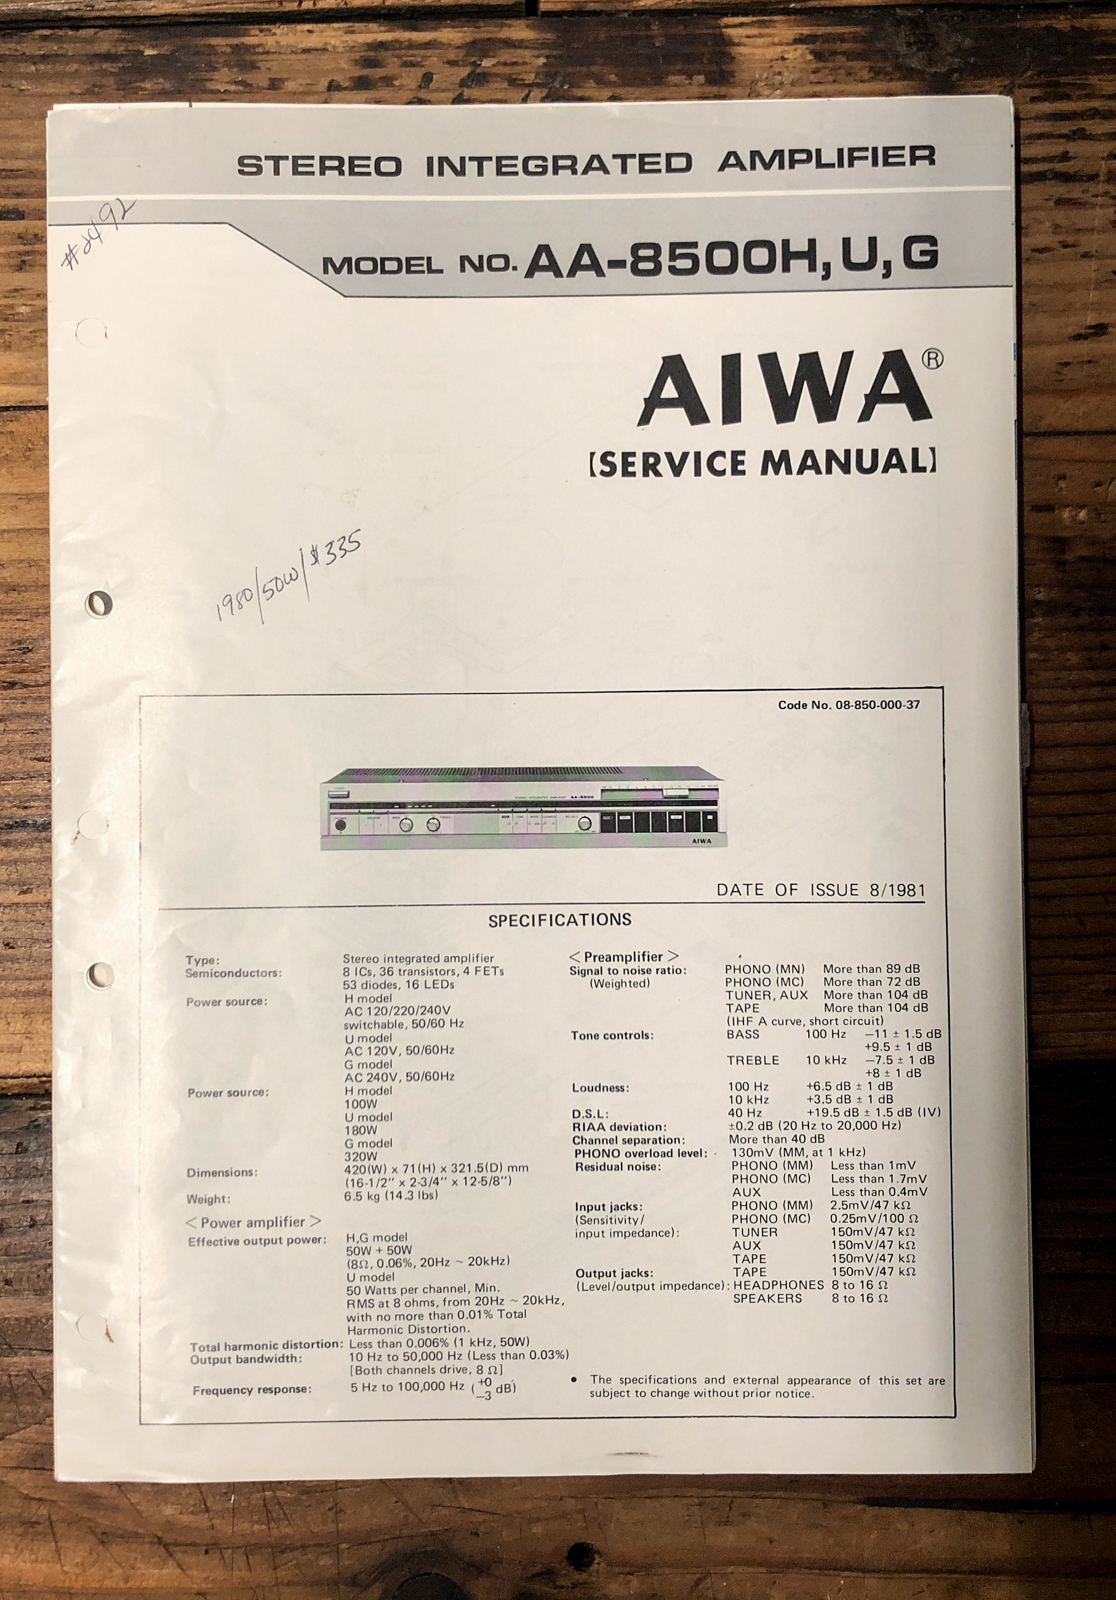 STEREO INTEGRATED AMPLIFIER
#2492
MODEL NO. AA-8500H, U, G
AIWA®
【SERVICE MANUAL】
1980/50W/$335
Code No. 08-850-000-37
AA-8500
AIWA
DATE OF ISSUE 8/1981
SPECIFICATIONS
Type: Stereo integrated amplifier
Semiconductors: 8 ICs, 36 transistors, 4 FETs
53 diodes, 16 LEDs
Power source: H model
AC 120/220/240V
switchable, 50/60 Hz
U model
AC 120V, 50/60Hz
G model
AC 240V, 50/60Hz
Power source: H model
100W
U model
180W
G model
320W
Dimensions: 420(W) x 71(H) x 321.5(D) mm
(16-1/2" x 2-3/4" x 12-5/8")
Weight: 6.5 kg (14.3 lbs)
< Power amplifier >
Effective output power: H,G model
50W + 50W
(8Ω, 0.06%, 20Hz ~ 20kHz)
U model
50 Watts per channel, Min.
RMS at 8 ohms, from 20Hz ~ 20kHz,
with no more than 0.01% Total
Harmonic Distortion.
Total harmonic distortion: Less than 0.006% (1 kHz, 50W)
Output bandwidth: 10 Hz to 50,000 Hz (Less than 0.03%)
[Both channels drive, 8 Ω]
Frequency response: 5 Hz to 100,000 Hz (+0 −3 dB)
< Preamplifier >
Signal to noise ratio: PHONO (MN) More than 89 dB
(Weighted) PHONO (MC) More than 72 dB
TUNER, AUX More than 104 dB
TAPE More than 104 dB
(IHF A curve, short circuit)
Tone controls: BASS 100 Hz −11 ± 1.5 dB
+9.5 ± 1 dB
TREBLE 10 kHz −7.5 ± 1 dB
+8 ± 1 dB
Loudness: 100 Hz +6.5 dB ± 1 dB
10 kHz +3.5 dB ± 1 dB
D.S.L: 40 Hz +19.5 dB ± 1.5 dB (IV)
RIAA deviation: ±0.2 dB (20 Hz to 20,000 Hz)
Channel separation: More than 40 dB
PHONO overload level: 130mV (MM, at 1 kHz)
Residual noise: PHONO (MM) Less than 1mV
PHONO (MC) Less than 1.7mV
AUX Less than 0.4mV
Input jacks: PHONO (MM) 2.5mV/47 kΩ
(Sensitivity/ PHONO (MC) 0.25mV/100 Ω
input impedance): TUNER 150mV/47 kΩ
AUX 150mV/47 kΩ
TAPE 150mV/47 kΩ
Output jacks: TAPE 150mV/47 kΩ
(Level/output impedance): HEADPHONES 8 to 16 Ω
SPEAKERS 8 to 16 Ω
• The specifications and external appearance of this set are
subject to change without prior notice.